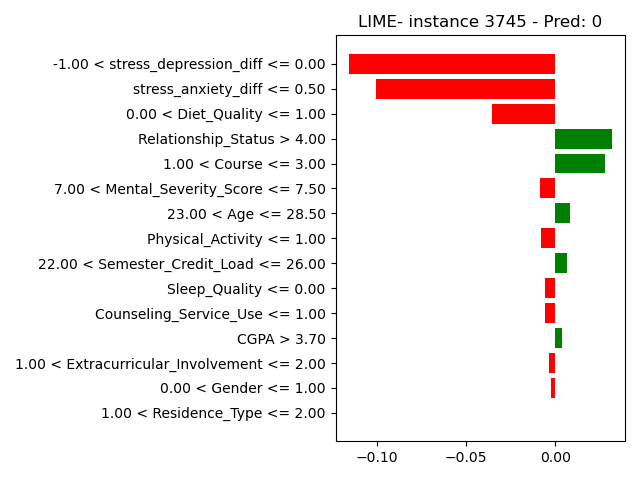 LIME- instance 3745 - Pred: 0
-1.00 < stress_depression_diff <= 0.00
stress_anxiety_diff <= 0.50
0.00 < Diet_Quality <= 1.00
Relationship_Status > 4.00
1.00 < Course <= 3.00
7.00 < Mental_Severity_Score <= 7.50
23.00 < Age <= 28.50
Physical_Activity <= 1.00
22.00 < Semester_Credit_Load <= 26.00
Sleep_Quality <= 0.00
Counseling_Service_Use <= 1.00
CGPA > 3.70
1.00 < Extracurricular_Involvement <= 2.00
0.00 < Gender <= 1.00
1.00 < Residence_Type <= 2.00
−0.10 −0.05 0.00